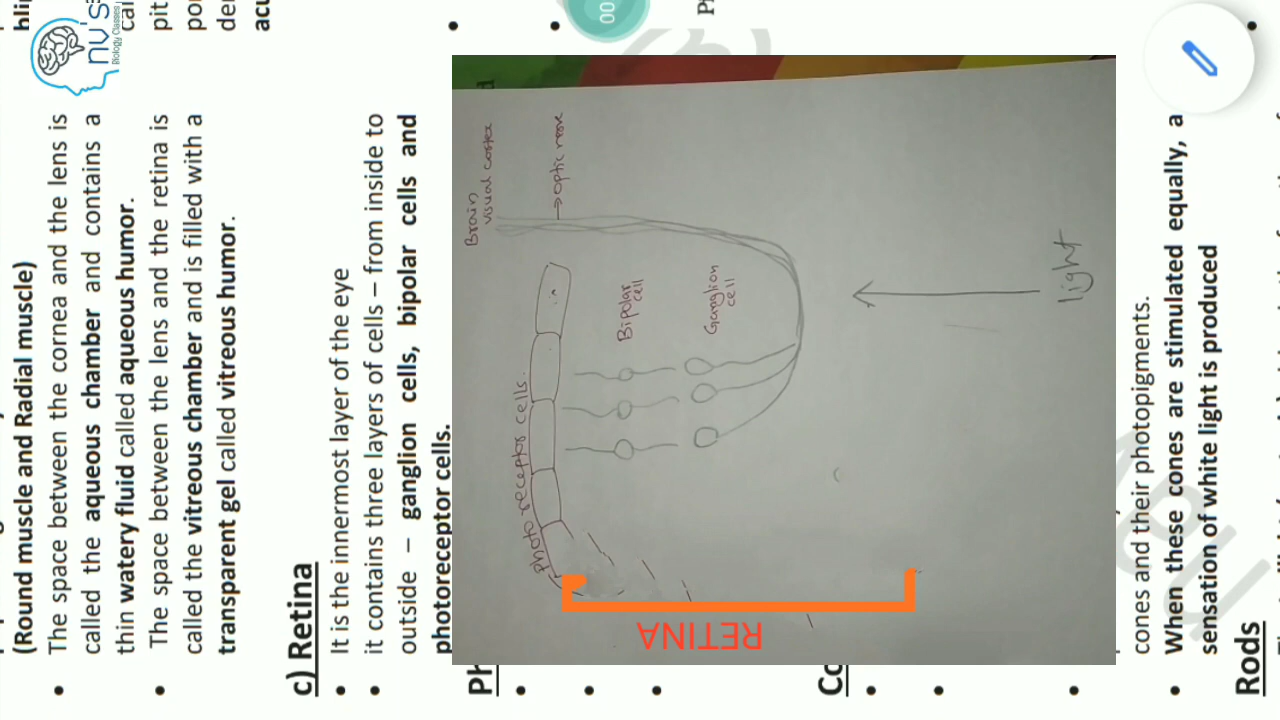 (Round muscle and Radial muscle)
The space between the cornea and the lens is
called the aqueous chamber and contains a
thin watery fluid called aqueous humor.
The space between the lens and the retina is
called the vitreous chamber and is filled with a
transparent gel called vitreous humor.
c) Retina
It is the innermost layer of the eye
it contains three layers of cells – from inside to
outside – ganglion cells, bipolar cells and
photoreceptor cells.
nv's
Biology Classes
00
Brain
visual cortex
→ optic nerve
Photo receptor cells.
Bipolar
cell
Ganglion
cell
light
RETINA
cones and their photopigments.
When these cones are stimulated equally, a
sensation of white light is produced
Rods